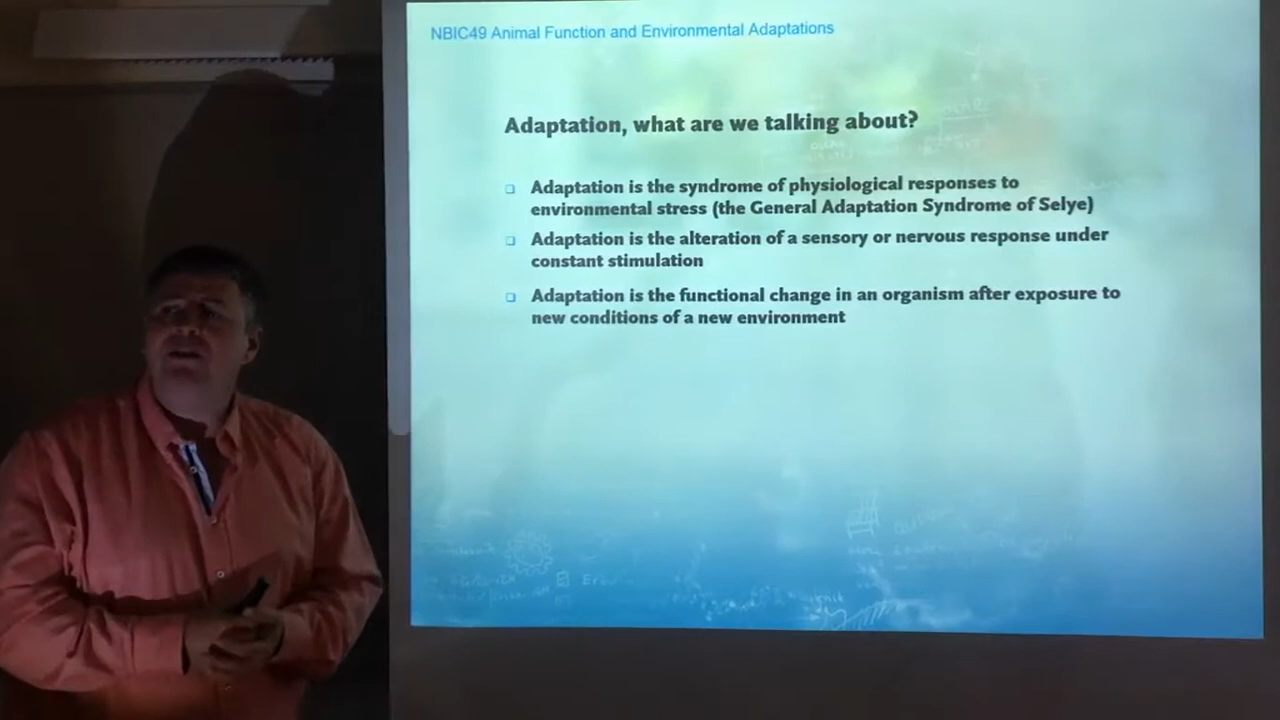 NBIC49 Animal Function and Environmental Adaptations
Adaptation, what are we talking about?
Adaptation is the syndrome of physiological responses to
environmental stress (the General Adaptation Syndrome of Selye)
Adaptation is the alteration of a sensory or nervous response under
constant stimulation
Adaptation is the functional change in an organism after exposure to
new conditions of a new environment